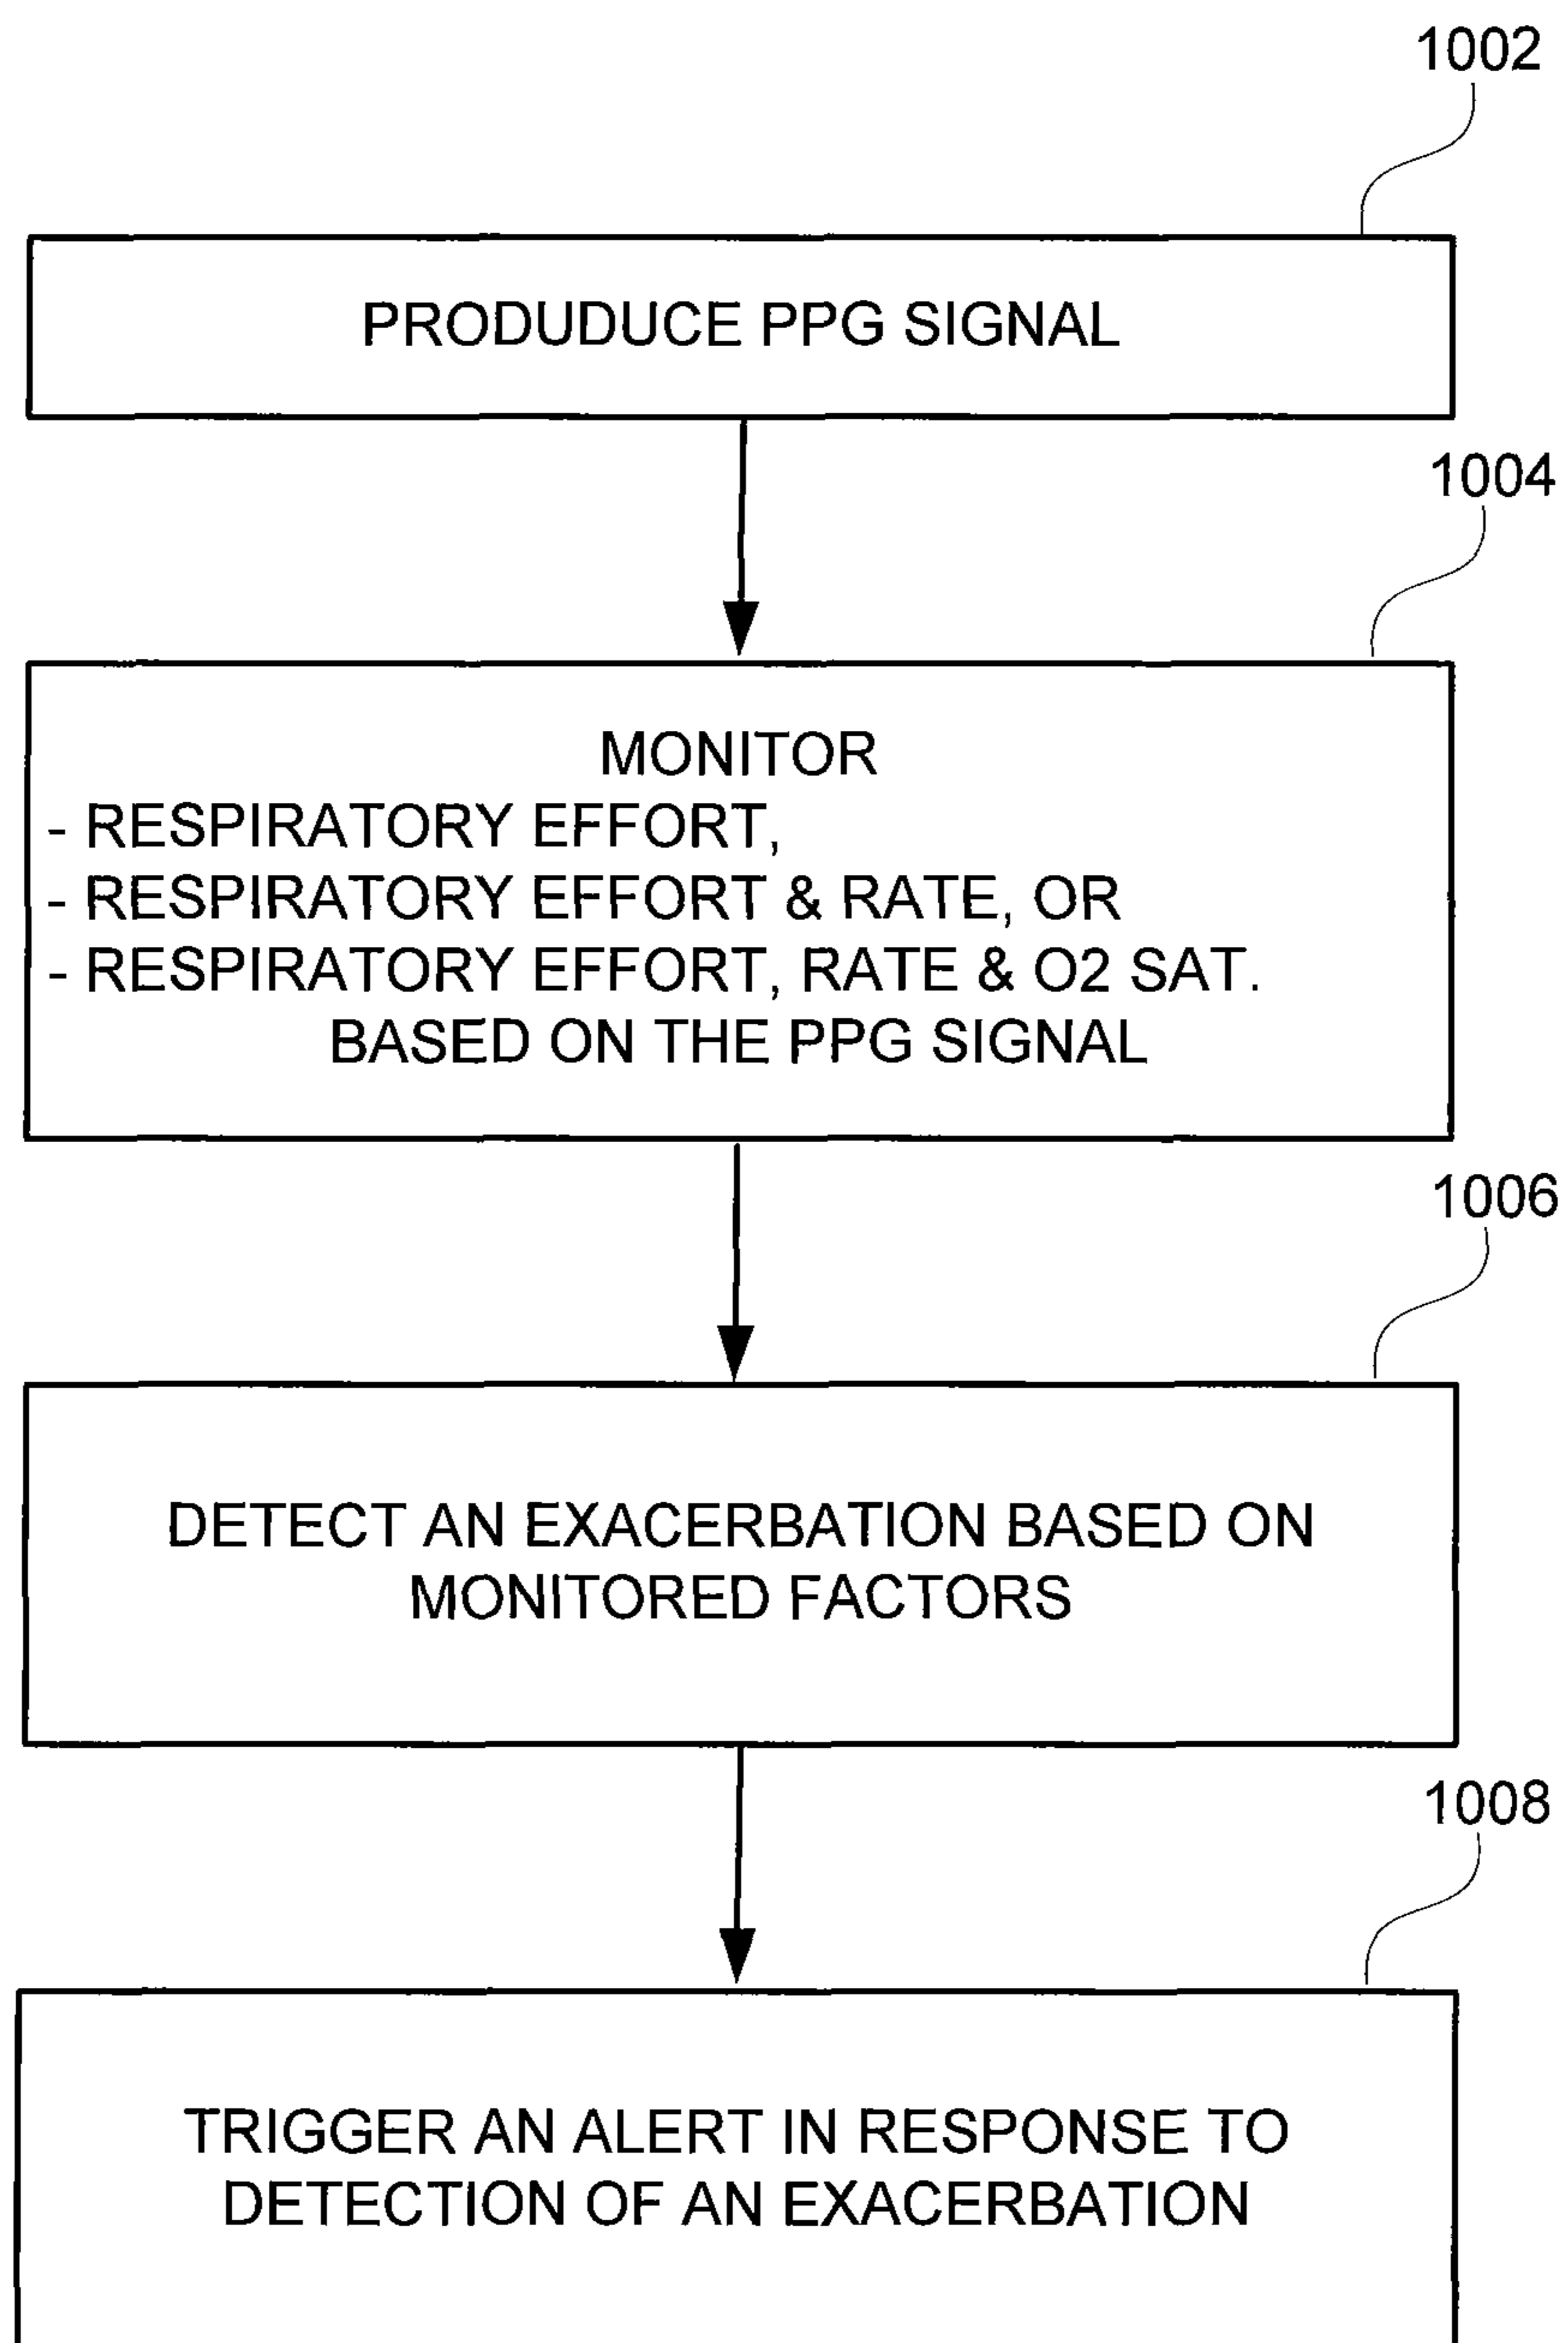 1002
PRODUDUCE PPG SIGNAL
1004
MONITOR
- RESPIRATORY EFFORT,
- RESPIRATORY EFFORT & RATE, OR
- RESPIRATORY EFFORT, RATE & O2 SAT.
BASED ON THE PPG SIGNAL
1006
DETECT AN EXACERBATION BASED ON
MONITORED FACTORS
1008
TRIGGER AN ALERT IN RESPONSE TO
DETECTION OF AN EXACERBATION